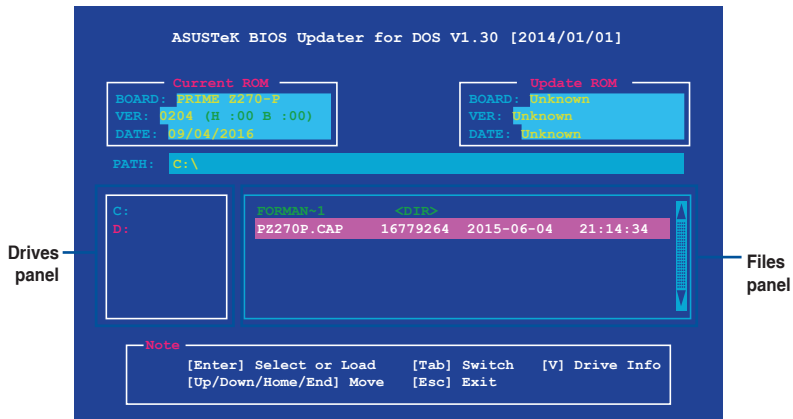 ASUSTeK BIOS Updater for DOS V1.30 [2014/01/01]
Current ROM
BOARD: PRIME Z270-P
VER: 0204 (H :00 B :00)
DATE: 09/04/2016
Update ROM
BOARD: Unknown
VER: Unknown
DATE: Unknown
PATH: C:\
C:
D:
FORMAN~1 <DIR>
PZ270P.CAP 16779264 2015-06-04 21:14:34
Drives panel
Files panel
Note
[Enter] Select or Load [Tab] Switch [V] Drive Info
[Up/Down/Home/End] Move [Esc] Exit